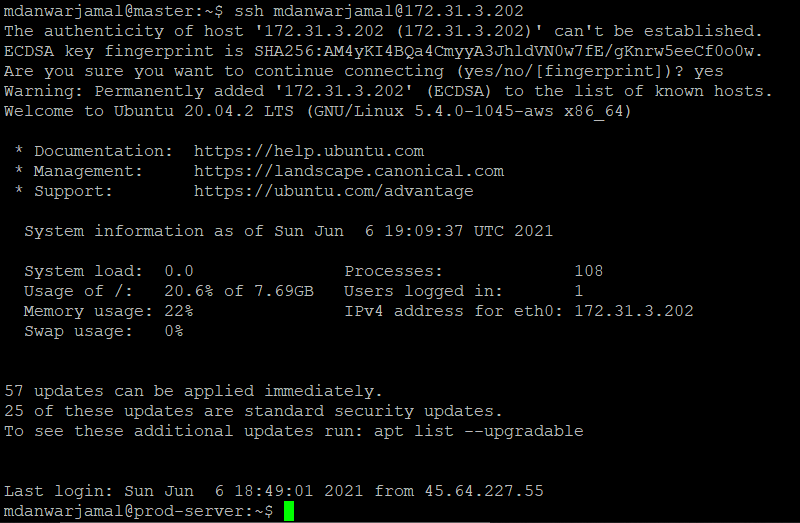 mdanwarjamal@master:~$ ssh mdanwarjamal@172.31.3.202
The authenticity of host '172.31.3.202 (172.31.3.202)' can't be established.
ECDSA key fingerprint is SHA256:AM4yKI4BQa4CmyyA3JhldVN0w7fE/gKnrw5eeCf0o0w.
Are you sure you want to continue connecting (yes/no/[fingerprint])? yes
Warning: Permanently added '172.31.3.202' (ECDSA) to the list of known hosts.
Welcome to Ubuntu 20.04.2 LTS (GNU/Linux 5.4.0-1045-aws x86_64)

 * Documentation:  https://help.ubuntu.com
 * Management:     https://landscape.canonical.com
 * Support:        https://ubuntu.com/advantage

  System information as of Sun Jun  6 19:09:37 UTC 2021

  System load:  0.0               Processes:             108
  Usage of /:   20.6% of 7.69GB   Users logged in:       1
  Memory usage: 22%               IPv4 address for eth0: 172.31.3.202
  Swap usage:   0%


57 updates can be applied immediately.
25 of these updates are standard security updates.
To see these additional updates run: apt list --upgradable


Last login: Sun Jun  6 18:49:01 2021 from 45.64.227.55
mdanwarjamal@prod-server:~$